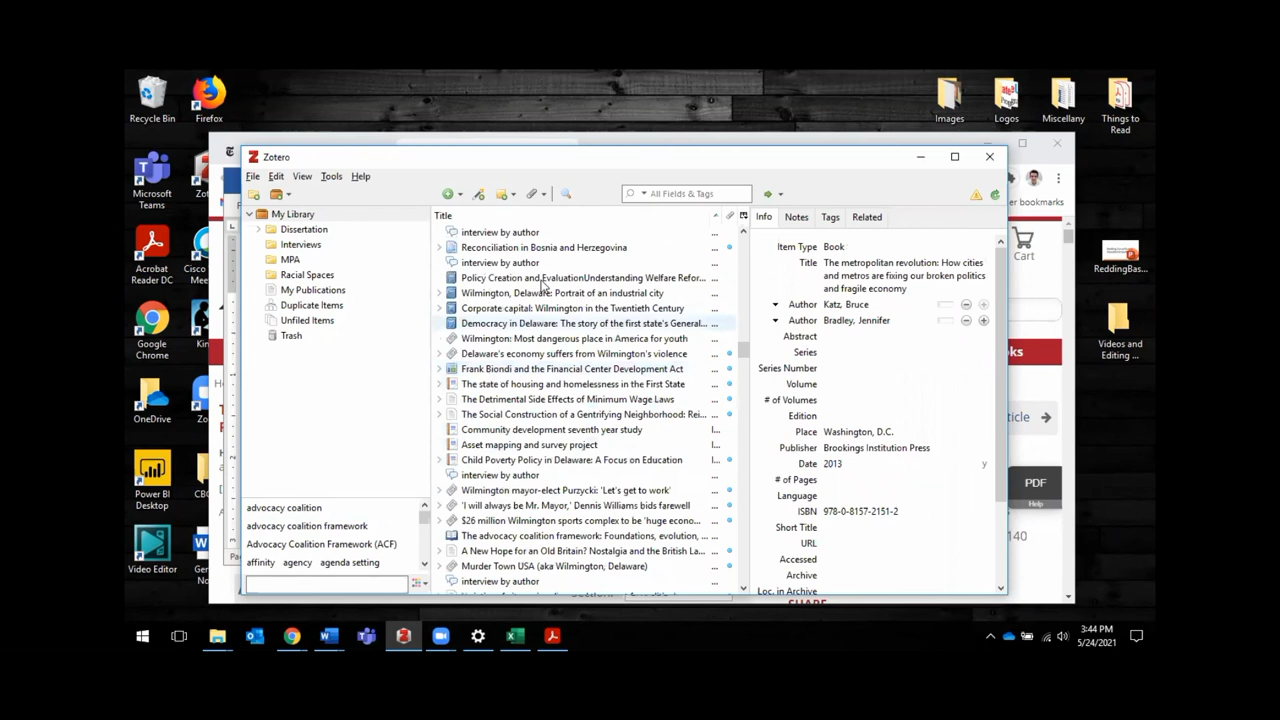 Recycle Bin
Firefox
Images
Logos
Miscellany
Things to
Read
Microsoft
Teams
Acrobat
Reader DC
Google
Chrome
OneDrive
Power BI
Desktop
Video Editor
ReddingBas...
Videos and
Editing ...
er bookmarks
Cart
ticle
PDF
Help
140
SHARE
Zotero
File Edit View Tools Help
All Fields & Tags
My Library
Dissertation
Interviews
MPA
Racial Spaces
My Publications
Duplicate Items
Unfiled Items
Trash
advocacy coalition
advocacy coalition framework
Advocacy Coalition Framework (ACF)
affinity agency agenda setting
Title
interview by author
Reconciliation in Bosnia and Herzegovina
interview by author
Policy Creation and EvaluationUnderstanding Welfare Refor...
Wilmington, Delaware: Portrait of an industrial city
Corporate capital: Wilmington in the Twentieth Century
Democracy in Delaware: The story of the first state's General...
Wilmington: Most dangerous place in America for youth
Delaware's economy suffers from Wilmington's violence
Frank Biondi and the Financial Center Development Act
The state of housing and homelessness in the First State
The Detrimental Side Effects of Minimum Wage Laws
The Social Construction of a Gentrifying Neighborhood: Rei...
Community development seventh year study
Asset mapping and survey project
Child Poverty Policy in Delaware: A Focus on Education
interview by author
Wilmington mayor-elect Purzycki: 'Let's get to work'
'I will always be Mr. Mayor,' Dennis Williams bids farewell
$26 million Wilmington sports complex to be 'huge econo...
The advocacy coalition framework: Foundations, evolution, ...
A New Hope for an Old Britain? Nostalgia and the British La...
Murder Town USA (aka Wilmington, Delaware)
interview by author
Info Notes Tags Related
Item Type Book
Title The metropolitan revolution: How cities
and metros are fixing our broken politics
and fragile economy
Author Katz, Bruce
Author Bradley, Jennifer
Abstract
Series
Series Number
Volume
# of Volumes
Edition
Place Washington, D.C.
Publisher Brookings Institution Press
Date 2013 y
# of Pages
Language
ISBN 978-0-8157-2151-2
Short Title
URL
Accessed
Archive
Loc. in Archive
3:44 PM
5/24/2021